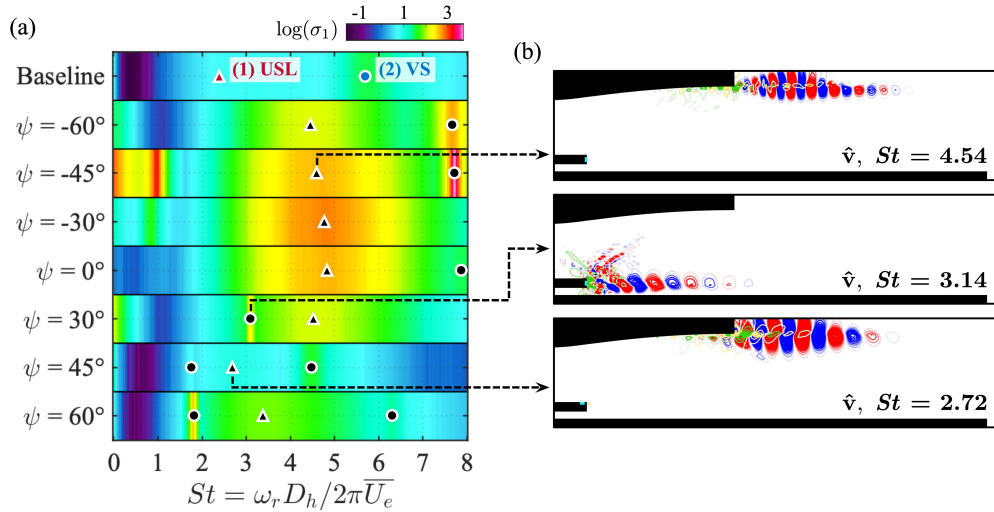 (a)
log(σ₁)
-1 1 3
(b)
Baseline
(1) USL
(2) VS
ψ = -60°
ψ = -45°
ψ = -30°
ψ = 0°
ψ = 30°
ψ = 45°
ψ = 60°
0 1 2 3 4 5 6 7 8
St = ωᵣDₕ/2πU̅ₑ̅
v̂, St = 4.54
v̂, St = 3.14
v̂, St = 2.72